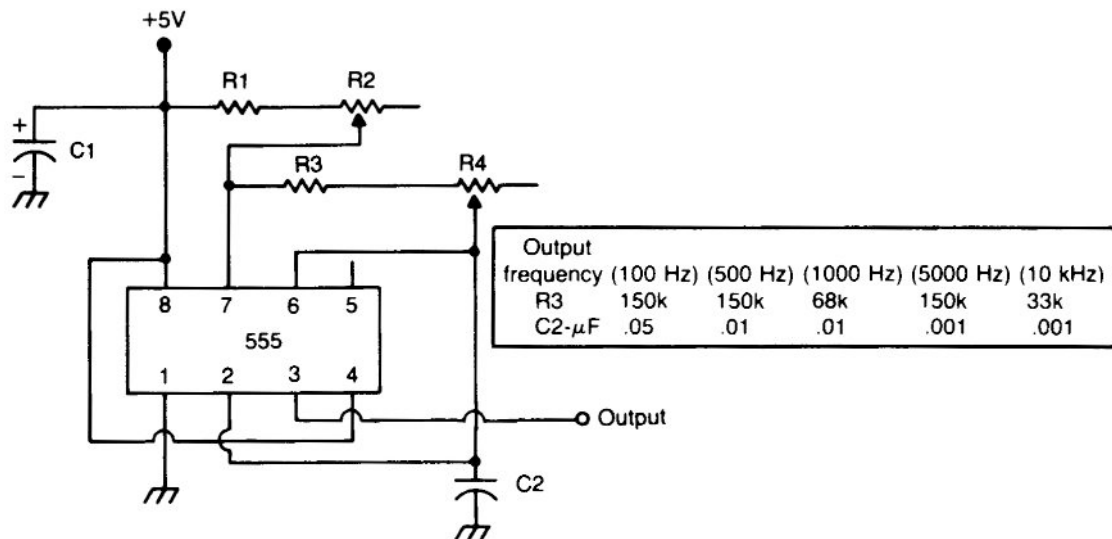 +5V
R1
R2
+
C1
−
R3
R4
8 7 6 5
555
1 2 3 4
Output
C2
Output
frequency (100 Hz) (500 Hz) (1000 Hz) (5000 Hz) (10 kHz)
R3 150k 150k 68k 150k 33k
C2-μF .05 .01 .01 .001 .001